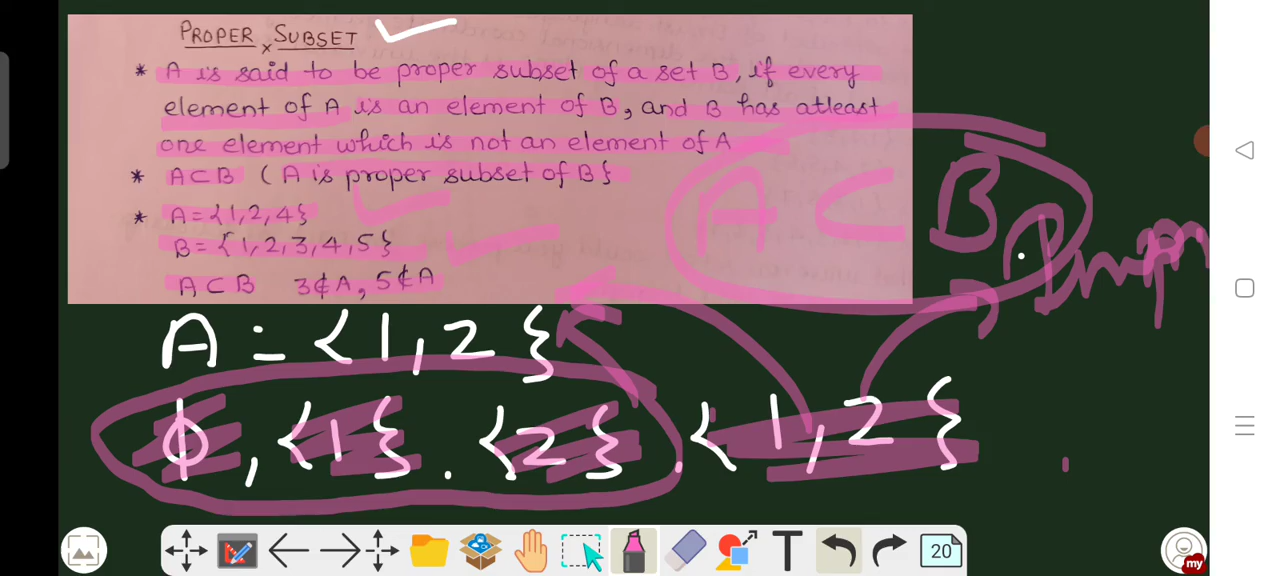 PROPER SUBSET
* A is said to be proper subset of a set B, if every
element of A is an element of B, and B has atleast
one element which is not an element of A
* A⊂B (A is proper subset of B}
* A = {1,2,4}
B = {1,2,3,4,5}
A⊂B 3∉A, 5∉A
A ⊂ B
A = {1,2}
ϕ, {1} . {2} {1,2}
T
20
my